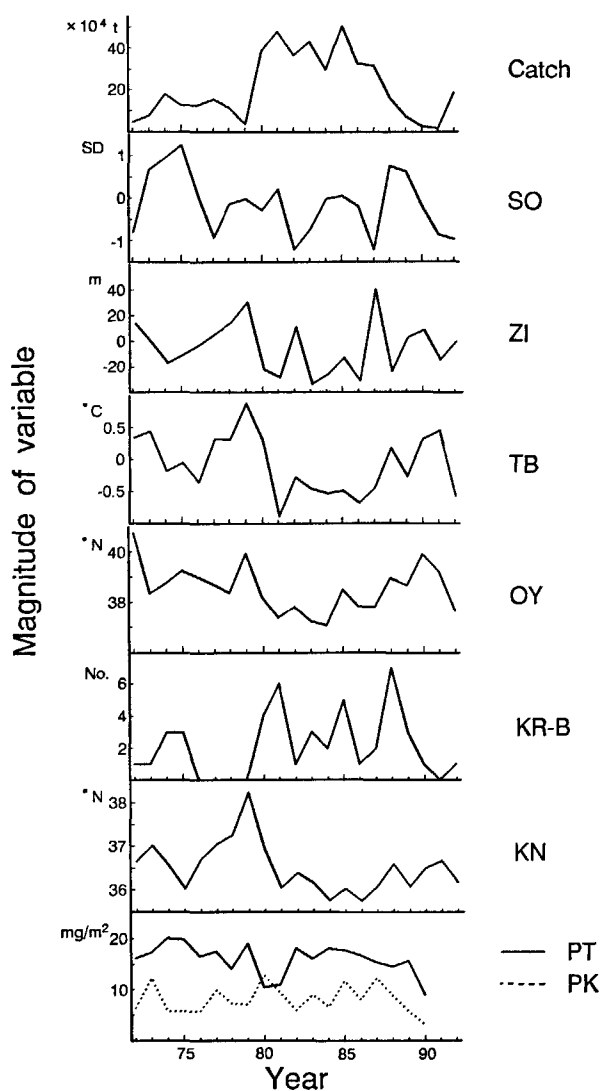 × 10⁴ t
40
20
Catch
SD
1
0
-1
SO
m
40
20
0
-20
ZI
°C
0.5
0
-0.5
TB
°N
40
38
OY
No.
6
4
2
KR-B
°N
38
37
36
KN
mg/m²
20
10
PT
PK
75 80 85 90
Year
Magnitude of variable